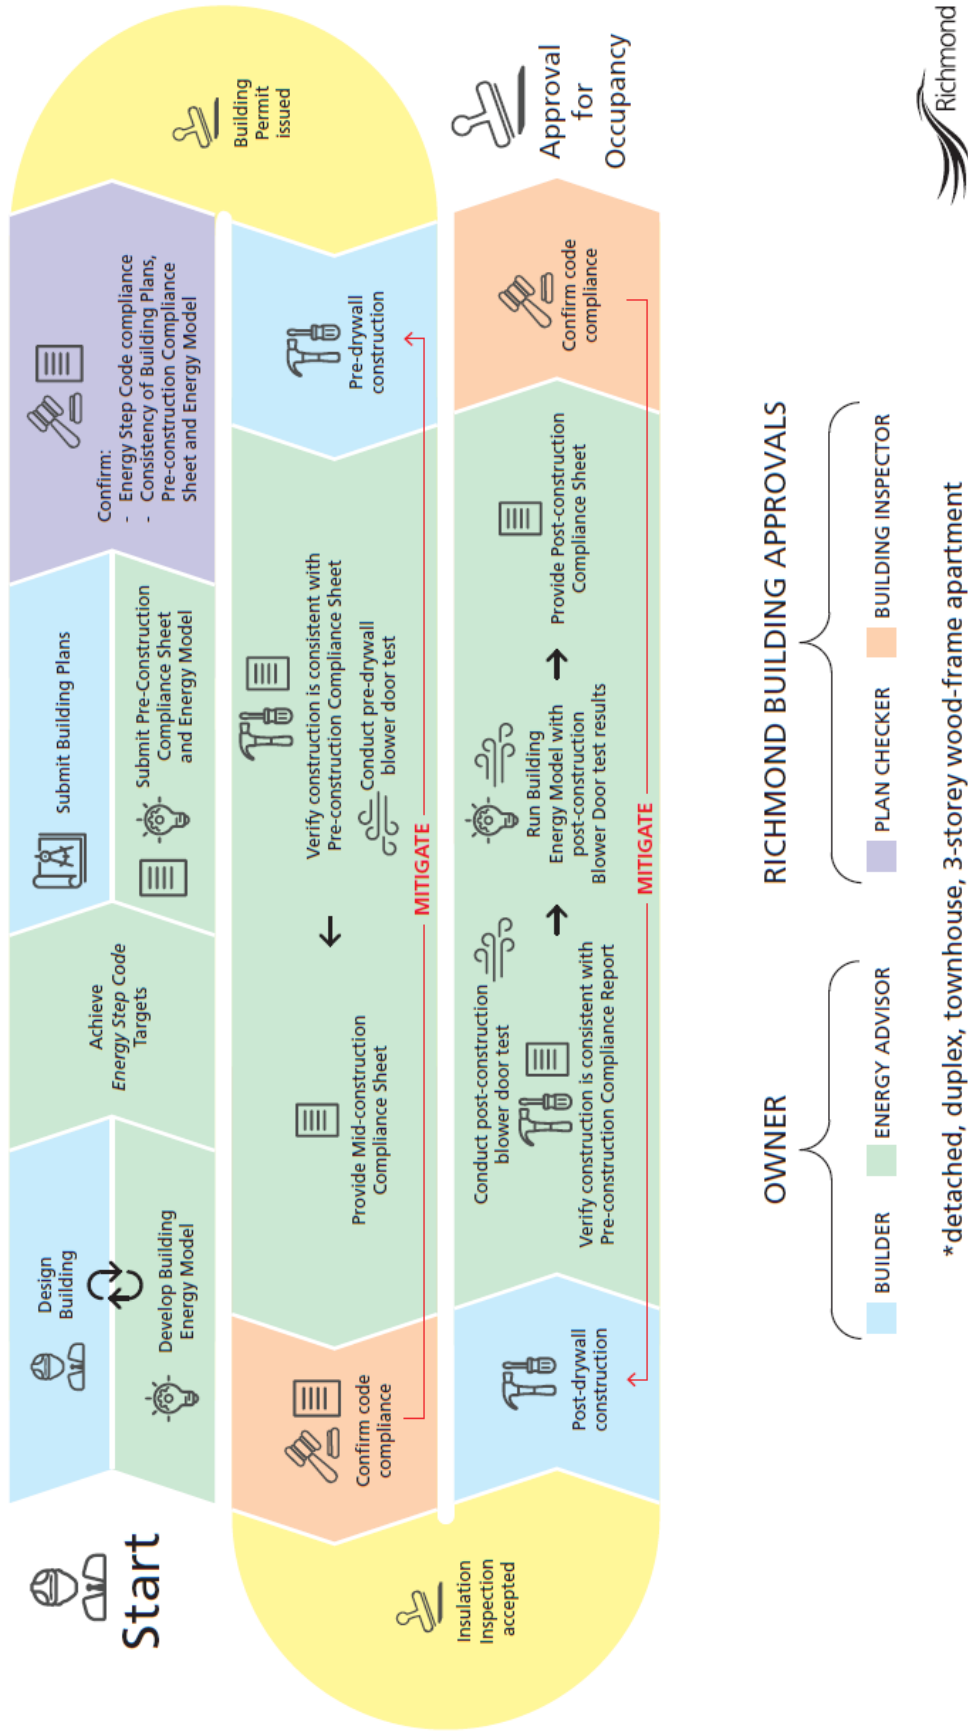 Start
Design
Building
Develop Building
Energy Model
Achieve
Energy Step Code
Targets
Submit Building Plans
Submit Pre-Construction
Compliance Sheet
and Energy Model
Confirm:
- Energy Step Code compliance
- Consistency of Building Plans,
Pre-construction Compliance
Sheet and Energy Model
Building
Permit
issued
Pre-drywall
construction
Verify construction is consistent with
Pre-construction Compliance Sheet
Conduct pre-drywall
blower door test
Provide Mid-construction
Compliance Sheet
Confirm code
compliance
MITIGATE
Insulation
Inspection
accepted
Post-drywall
construction
Conduct post-construction
blower door test
Verify construction is consistent with
Pre-construction Compliance Report
Run Building
Energy Model with
post-construction
Blower Door test results
Provide Post-construction
Compliance Sheet
Confirm code
compliance
MITIGATE
Approval
for
Occupancy
OWNER
BUILDER
ENERGY ADVISOR
RICHMOND BUILDING APPROVALS
PLAN CHECKER
BUILDING INSPECTOR
*detached, duplex, townhouse, 3-storey wood-frame apartment
Richmond